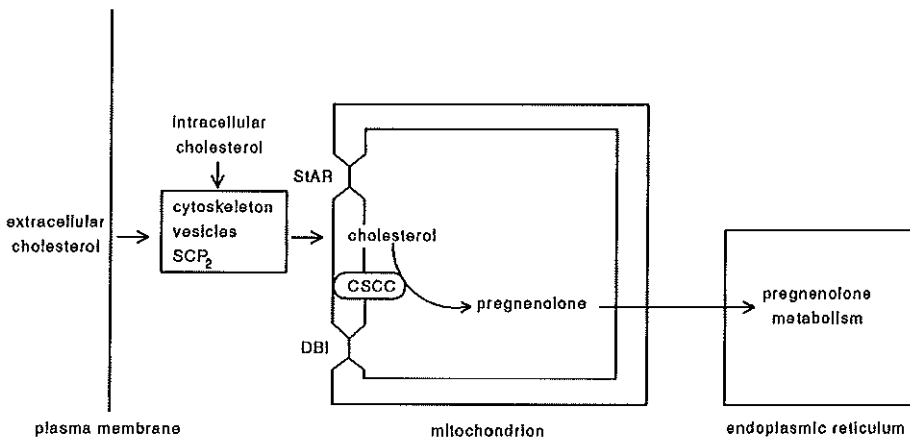 intracellular
cholesterol
StAR
extracellular
cholesterol
cytoskeleton
vesicles
SCP2
cholesterol
CSCC
pregnenolone
pregnenolone
metabolism
DBI
plasma membrane
mitochondrion
endoplasmic reticulum